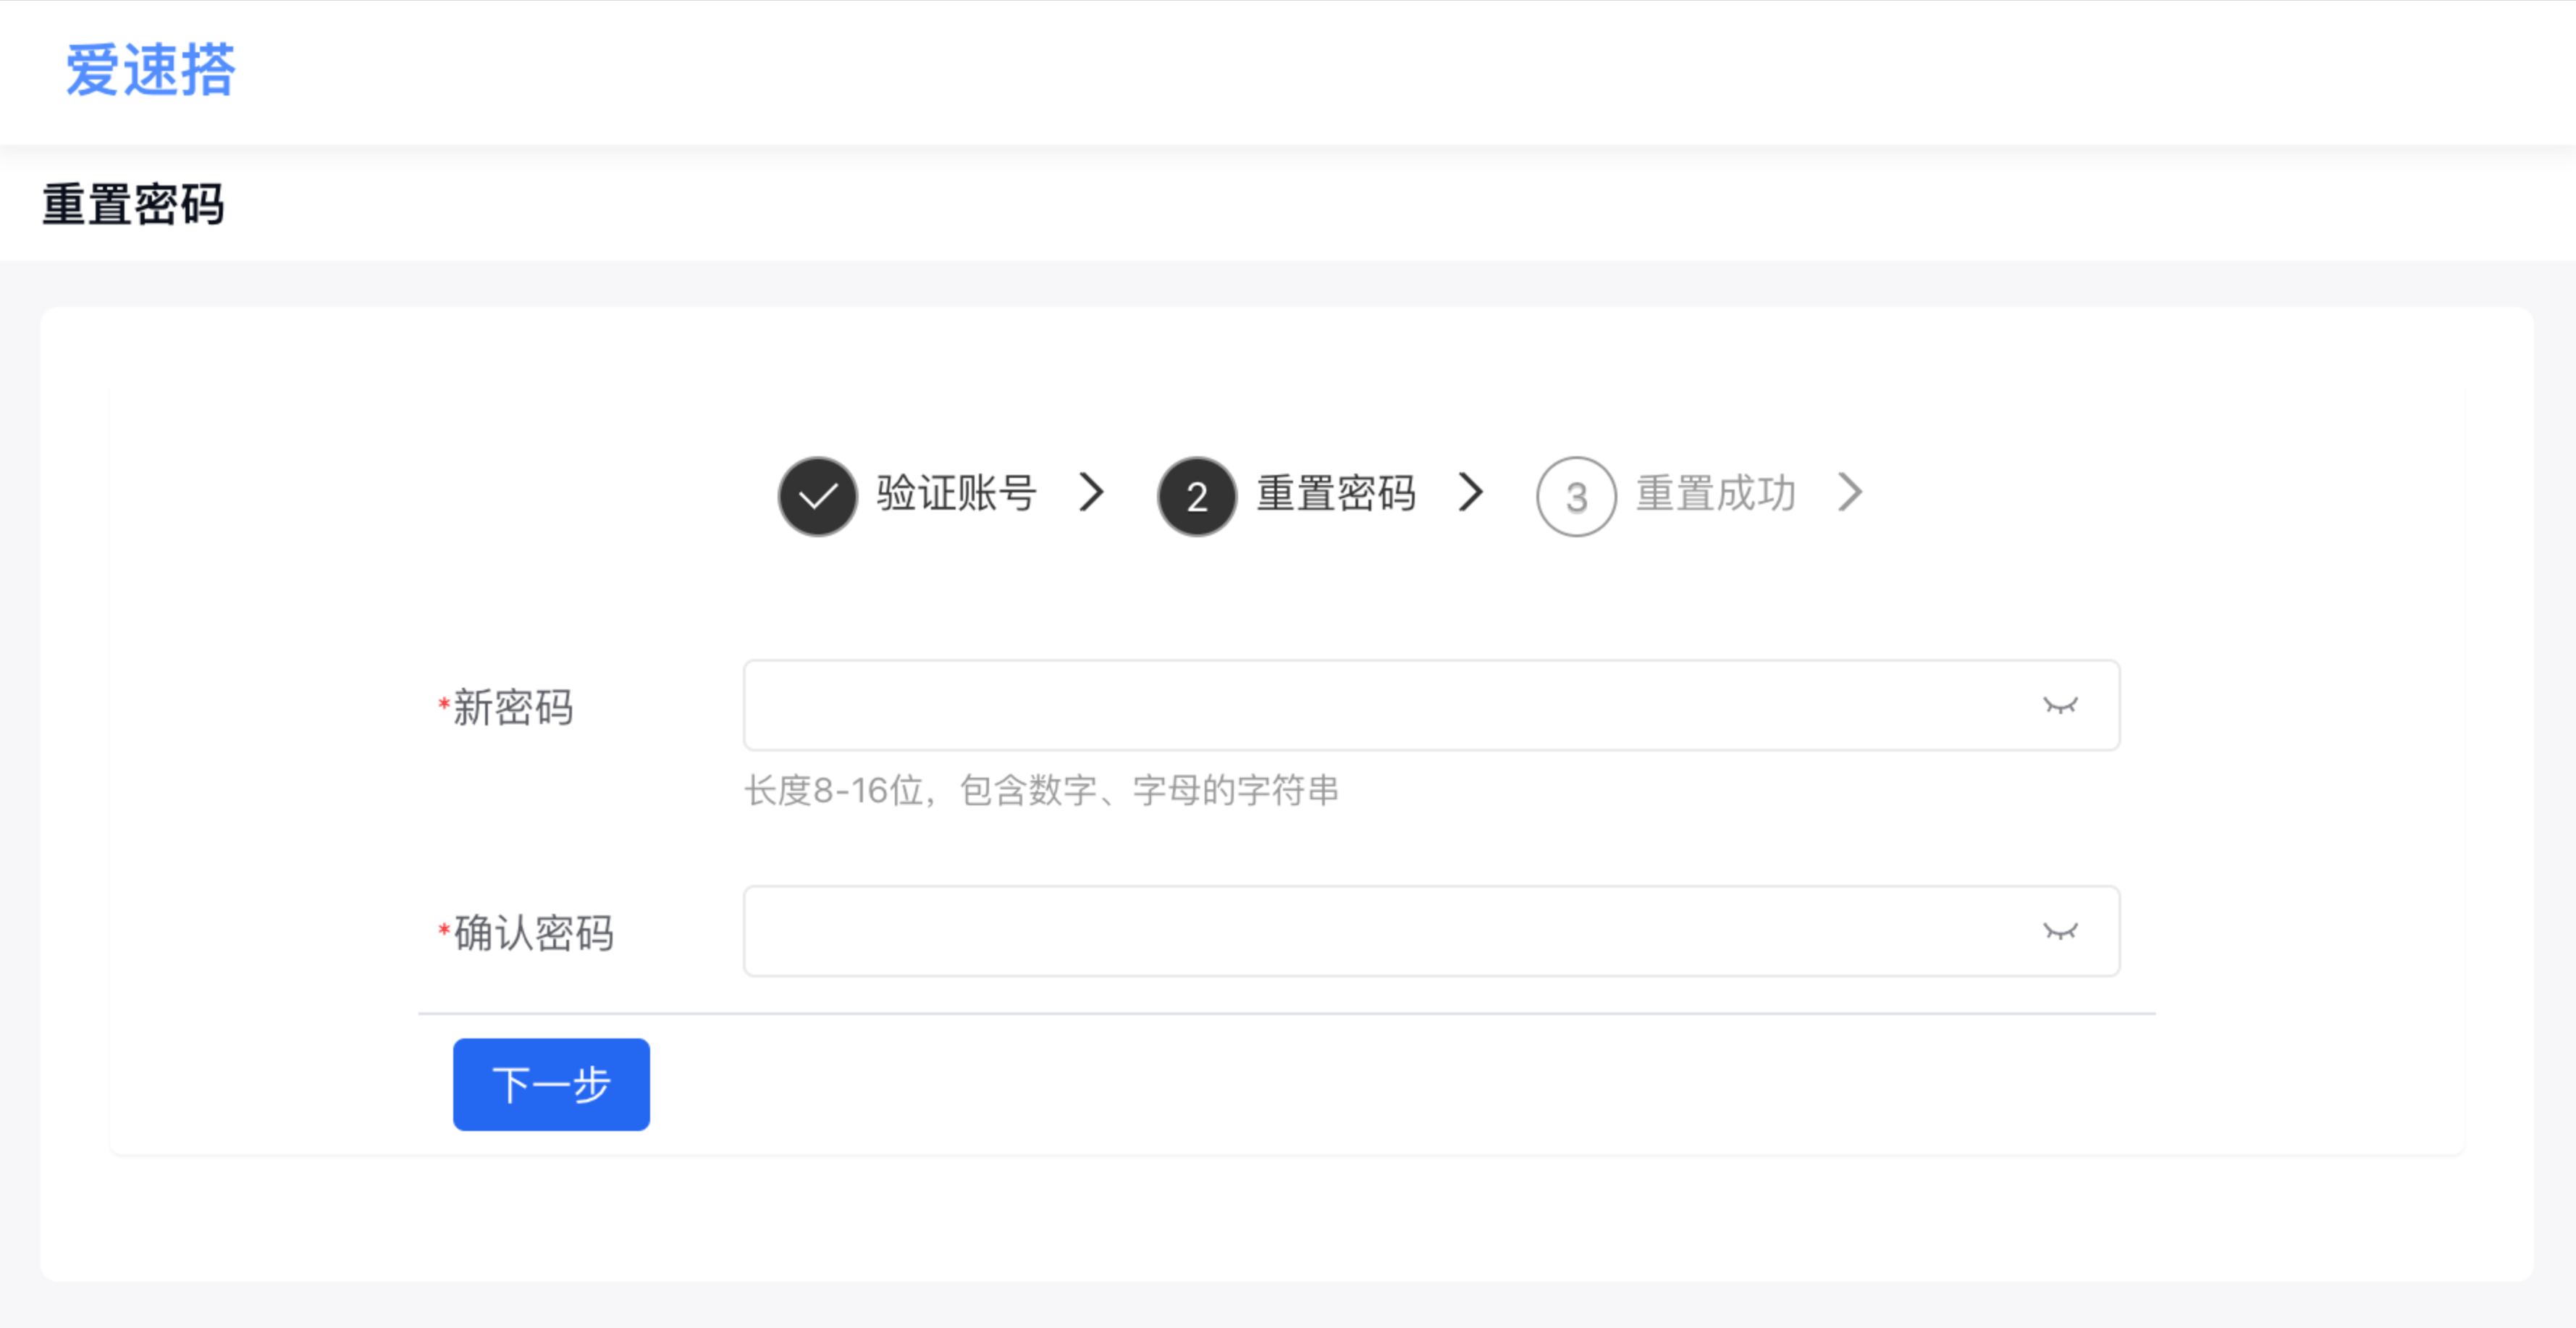 爱速搭
重置密码
验证账号 2 重置密码 3 重置成功
*新密码
长度8-16位，包含数字、字母的字符串
*确认密码
下一步